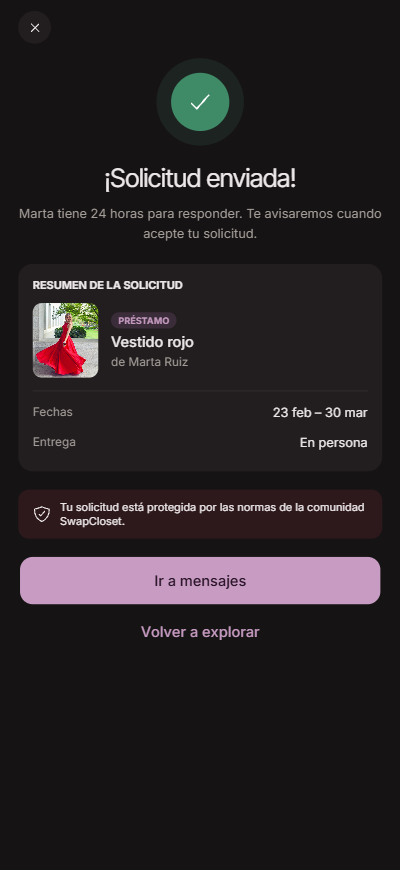 ¡Solicitud enviada!
Marta tiene 24 horas para responder. Te avisaremos cuando
acepte tu solicitud.
RESUMEN DE LA SOLICITUD
PRÉSTAMO
Vestido rojo
de Marta Ruiz
Fechas 23 feb – 30 mar
Entrega En persona
Tu solicitud está protegida por las normas de la comunidad
SwapCloset.
Ir a mensajes
Volver a explorar